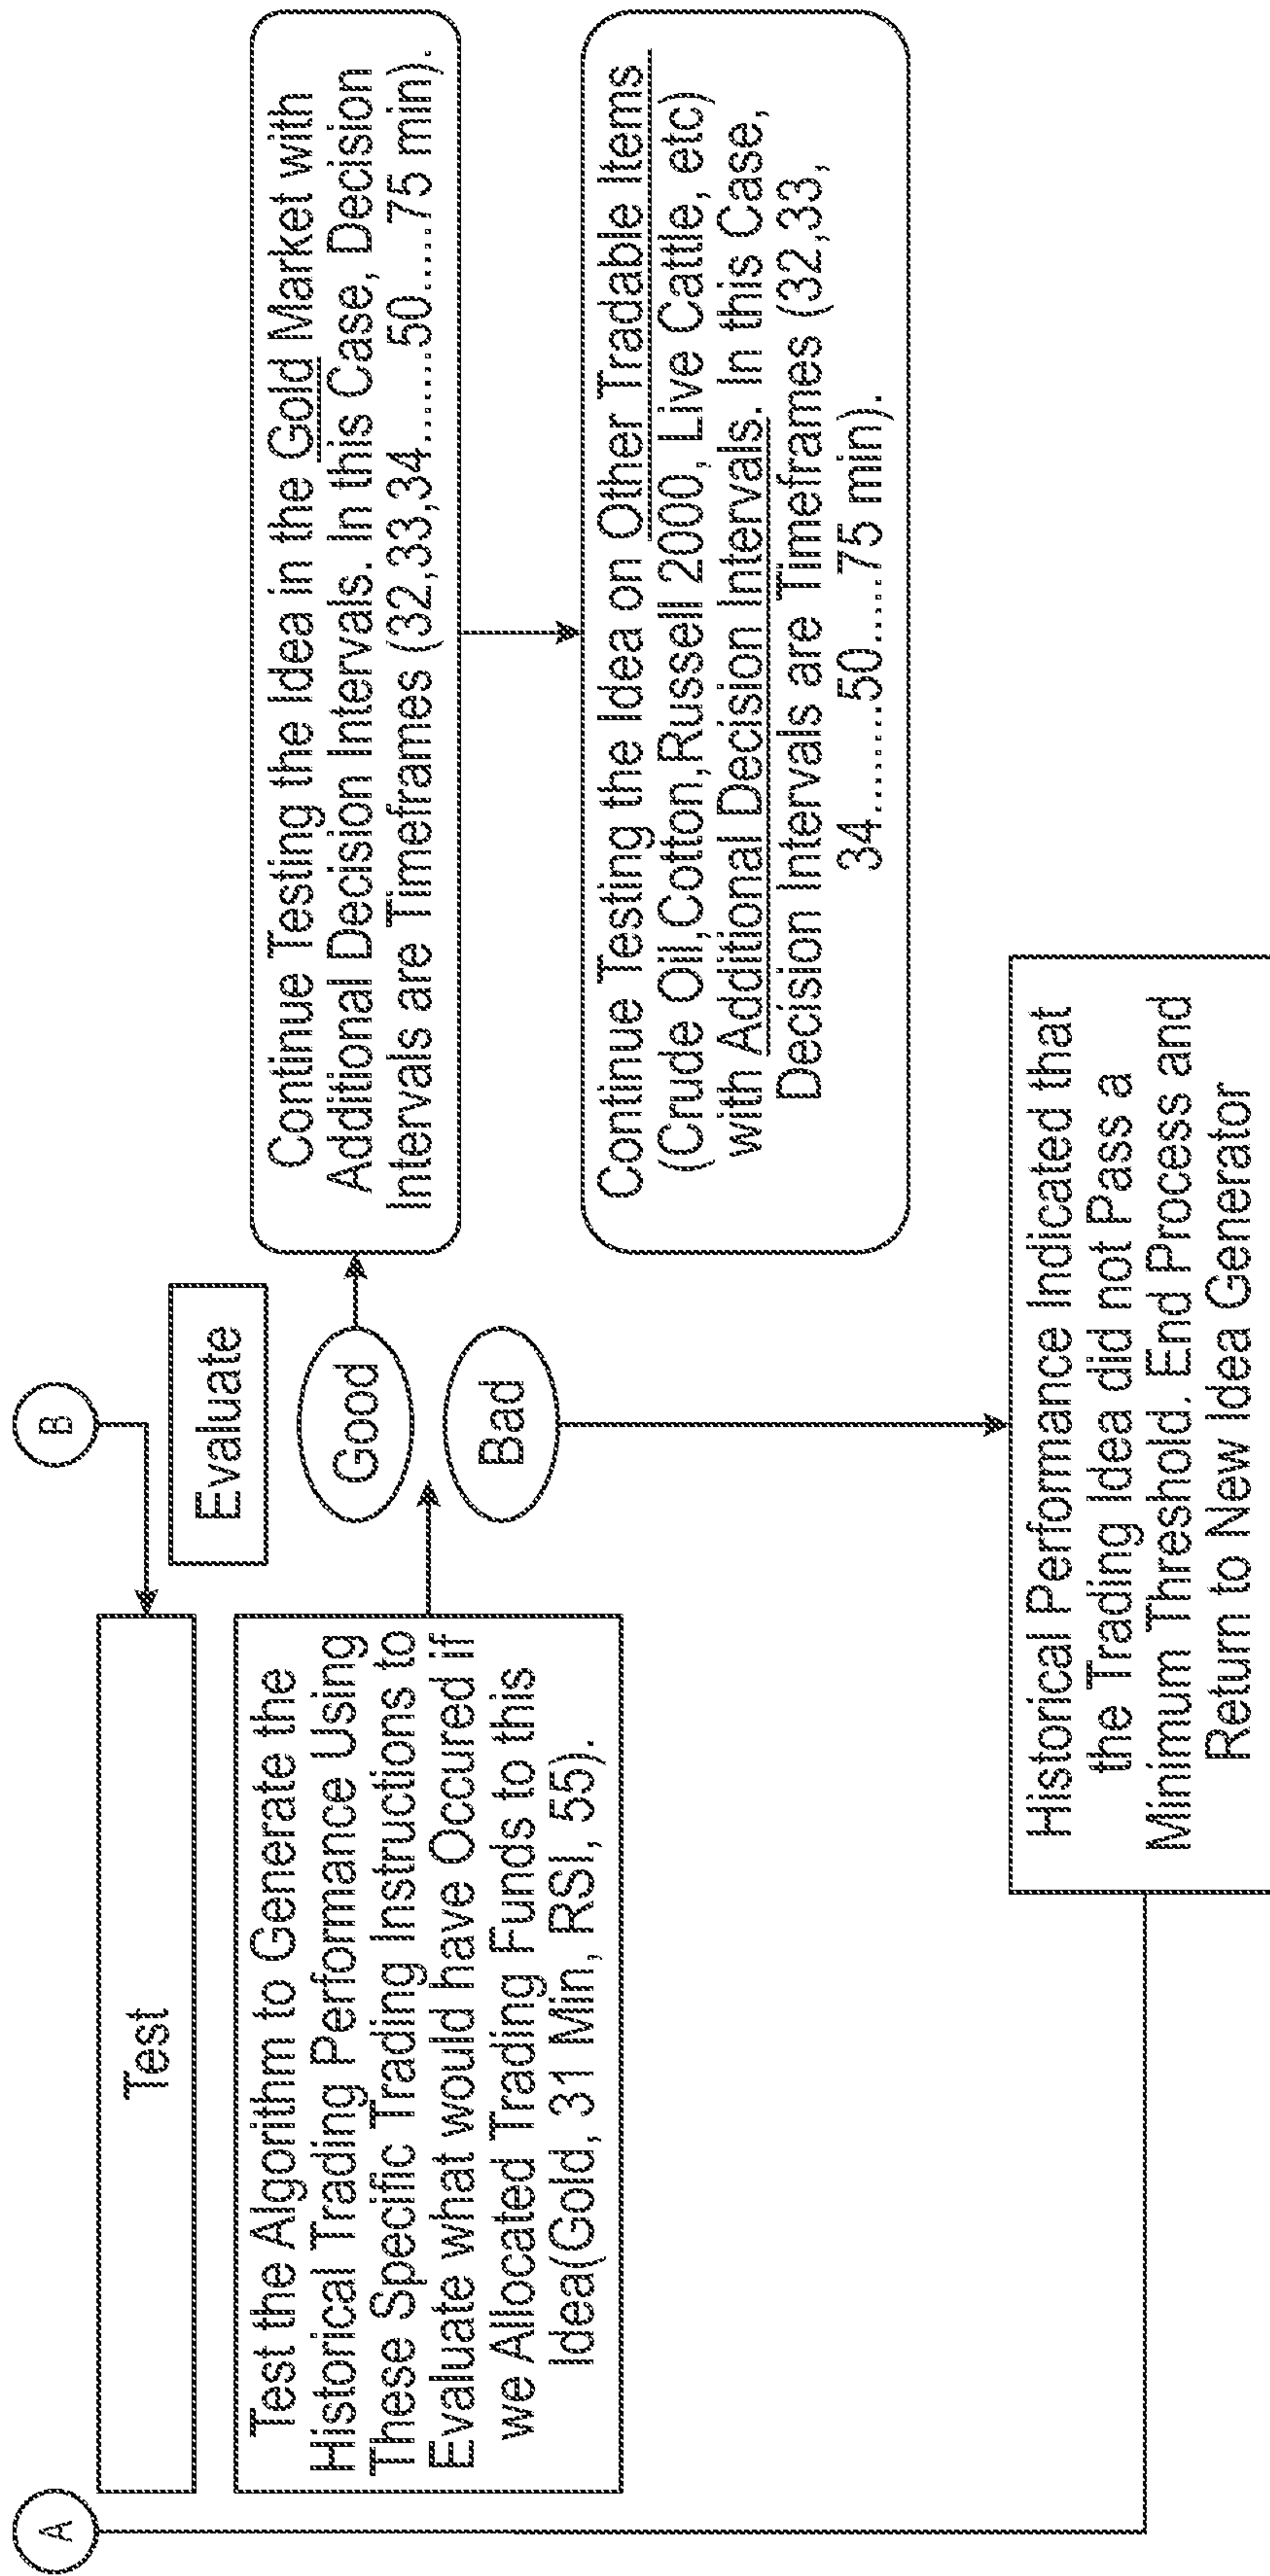 A
B
Test
Test the Algorithm to Generate the
Historical Trading Performance Using
These Specific Trading Instructions to
Evaluate what would have Occured if
we Allocated Trading Funds to this
Idea(Gold, 31 Min, RSI, 55).
Evaluate
Good
Bad
Continue Testing the Idea in the Gold Market with
Additional Decision Intervals. In this Case, Decision
Intervals are Timeframes (32,33,34.......50....75 min).
Continue Testing the Idea on Other Tradable Items
(Crude Oil,Cotton,Russell 2000, Live Cattle, etc)
with Additional Decision Intervals. In this Case,
Decision Intervals are Timeframes (32,33,
34.........50....75 min).
Historical Performance Indicated that
the Trading Idea did not Pass a
Minimum Threshold. End Process and
Return to New Idea Generator